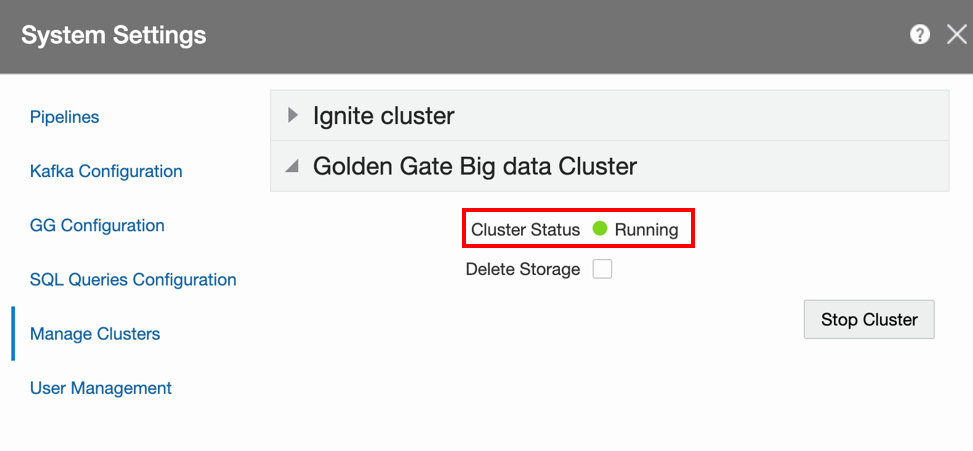 System Settings
Pipelines
Kafka Configuration
GG Configuration
SQL Queries Configuration
Manage Clusters
User Management
Ignite cluster
Golden Gate Big data Cluster
Cluster Status Running
Delete Storage
Stop Cluster